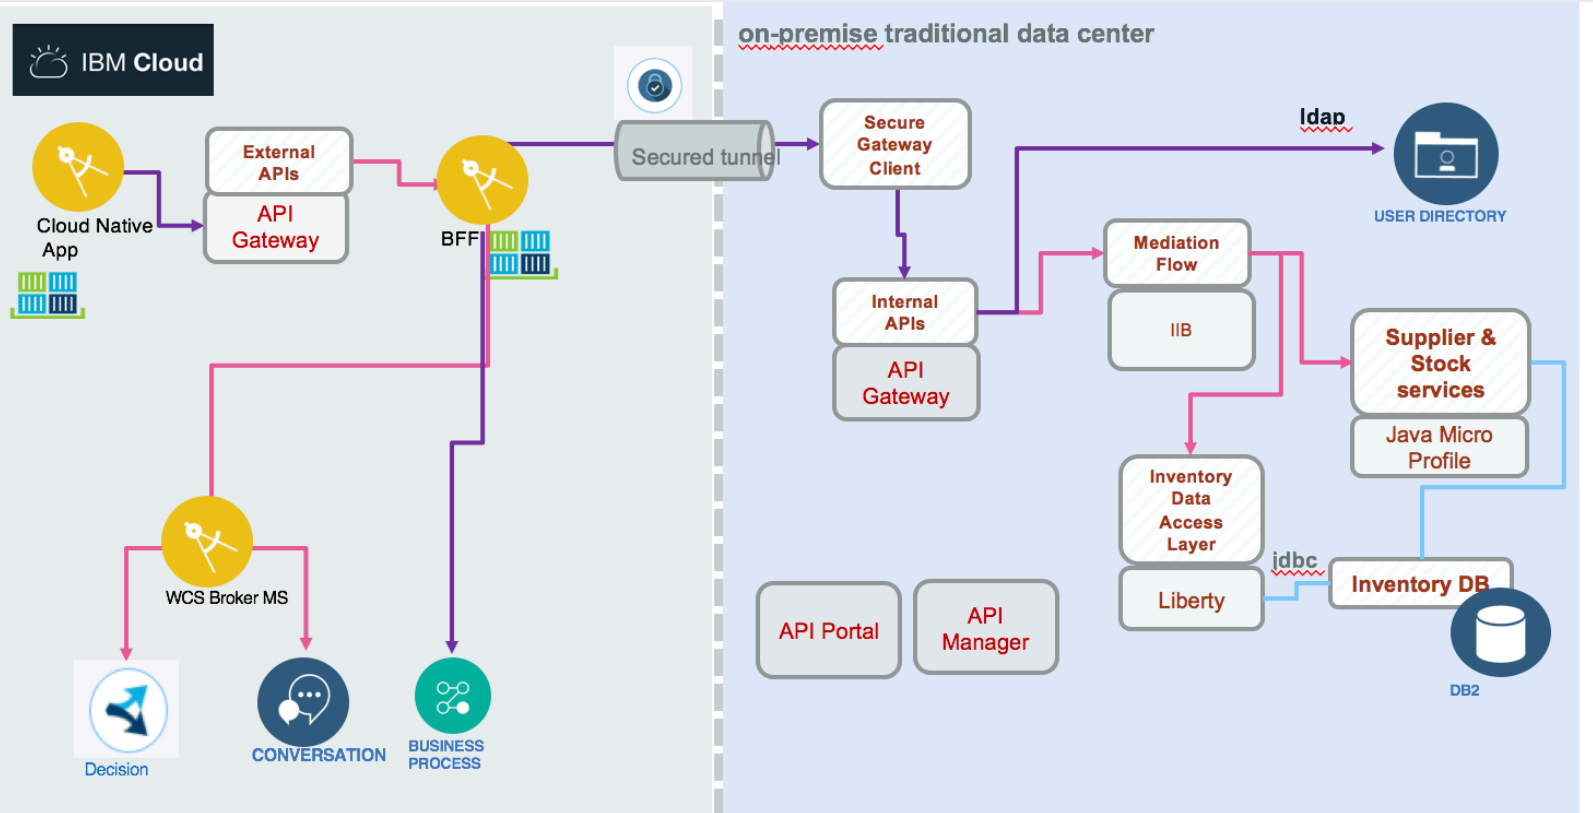 IBM Cloud
on-premise traditional data center
Cloud Native
App
External
APIs
API
Gateway
BFF
Secured tunnel
Secure
Gateway
Client
ldap
USER DIRECTORY
Internal
APIs
API
Gateway
Mediation
Flow
IIB
Supplier &
Stock
services
Java Micro
Profile
Inventory
Data
Access
Layer
Liberty
jdbc
Inventory DB
DB2
API Portal
API
Manager
WCS Broker MS
Decision
CONVERSATION
BUSINESS
PROCESS